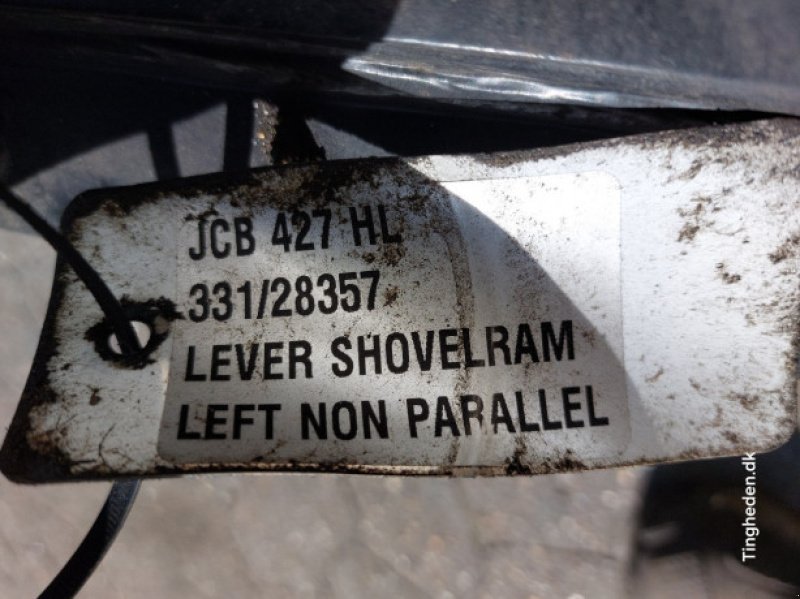 JCB 427 HL
331/28357
LEVER SHOVELRAM
LEFT NON PARALLEL
Tingheden.dk